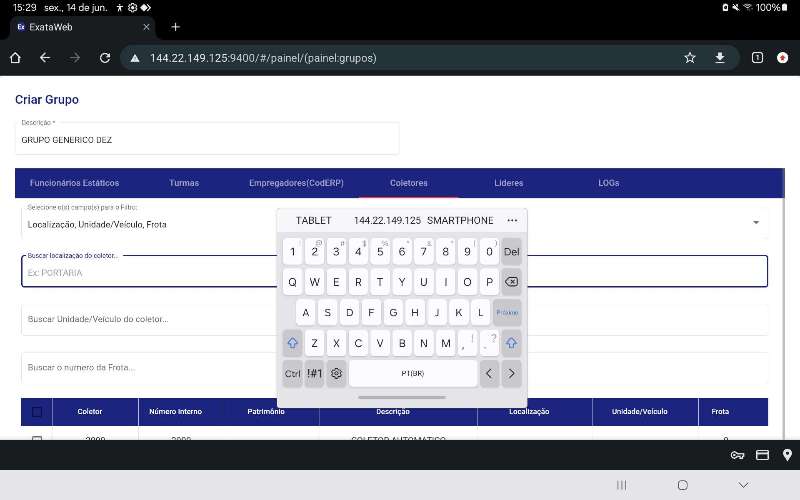 15:29 sex., 14 de jun. 100%
Ex ExataWeb
144.22.149.125:9400/#/painel/(painel:grupos) 1
Criar Grupo
Descrição *
GRUPO GENERICO DEZ
Funcionários Estáticos Turmas Empregadores(CodERP) Coletores Líderes LOGs
Selecione o(s) campo(s) para o Filtro:
Localização, Unidade/Veículo, Frota
TABLET 144.22.149.125 SMARTPHONE ...
Buscar localização do coletor...
Ex: PORTARIA
1 2 3 4 5 6 7 8 9 0 Del
Q W E R T Y U I O P
A S D F G H J K L Próximo
Buscar Unidade/Veículo do coletor...
Z X C V B N M , ! . ?
Buscar o numero da Frota...
Ctrl !#1 PT(BR)
Coletor Número Interno Patrimônio Descrição Localização Unidade/Veículo Frota
COLETOR AUTOMATICO